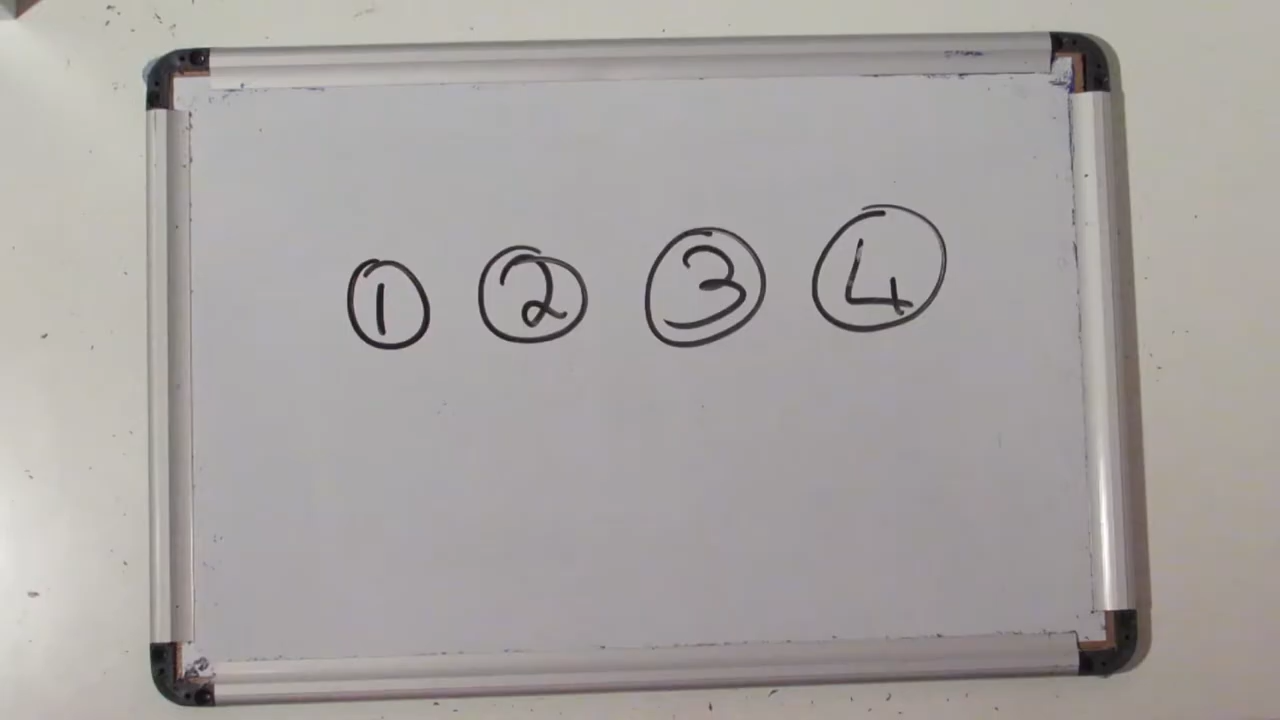 ① ② ③ ④